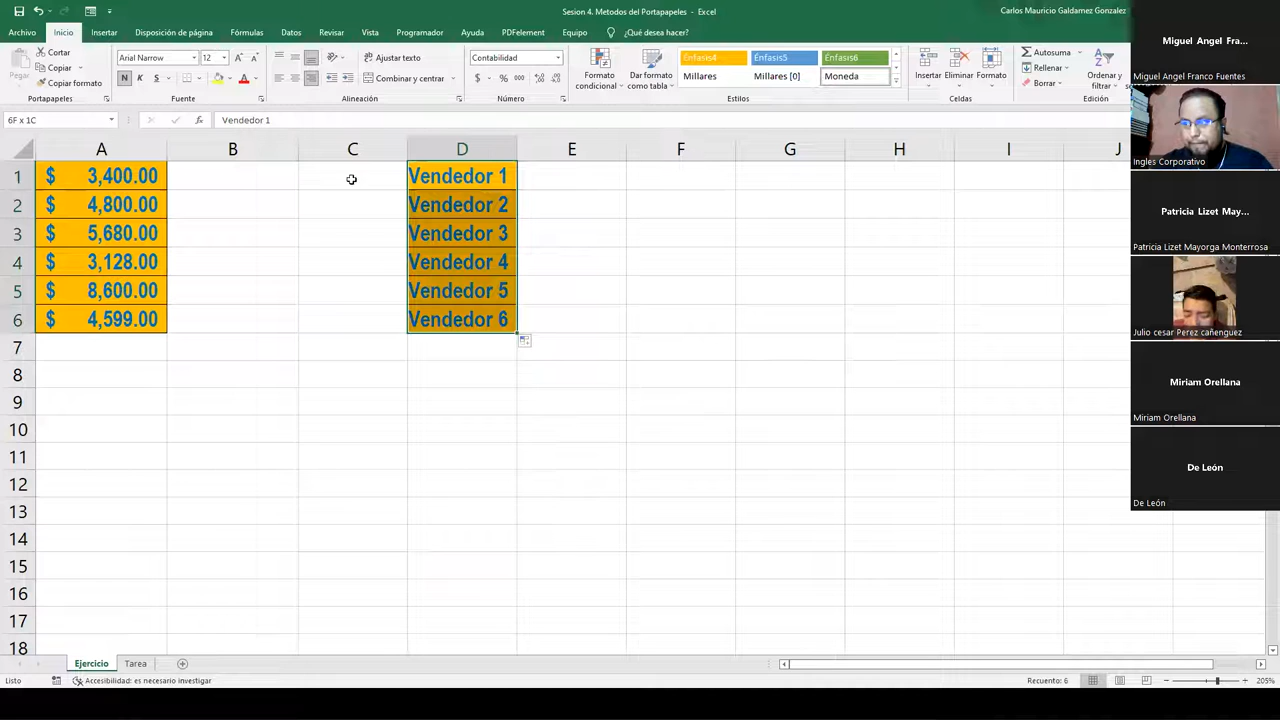 Sesion 4. Metodos del Portapapeles - Excel
Carlos Mauricio Galdamez Gonzalez
Archivo Inicio Insertar Disposición de página Fórmulas Datos Revisar Vista Programador Ayuda PDFelement Equipo ¿Qué desea hacer?
Pegar
Cortar
Copiar
Copiar formato
Portapapeles
Arial Narrow 12
N K S
Fuente
Ajustar texto
Combinar y centrar
Alineación
Contabilidad
$ % 000
Número
Formato condicional
Dar formato como tabla
Énfasis4 Énfasis5 Énfasis6
Millares Millares [0] Moneda
Estilos
Insertar Eliminar Formato
Celdas
Autosuma
Rellenar
Borrar
Ordenar y filtrar
Edición
6F x 1C fx Vendedor 1
A B C D E F G H I J
1 $ 3,400.00 Vendedor 1
2 $ 4,800.00 Vendedor 2
3 $ 5,680.00 Vendedor 3
4 $ 3,128.00 Vendedor 4
5 $ 8,600.00 Vendedor 5
6 $ 4,599.00 Vendedor 6
7
8
9
10
11
12
13
14
15
16
17
18
Ejercicio Tarea
Listo Accesibilidad: es necesario investigar Recuento: 6 205%
Miguel Angel Fra...
Miguel Angel Franco Fuentes
Ingles Corporativo
Patricia Lizet May...
Patricia Lizet Mayorga Monterrosa
Julio cesar Perez cañenguez
Miriam Orellana
Miriam Orellana
De León
De León